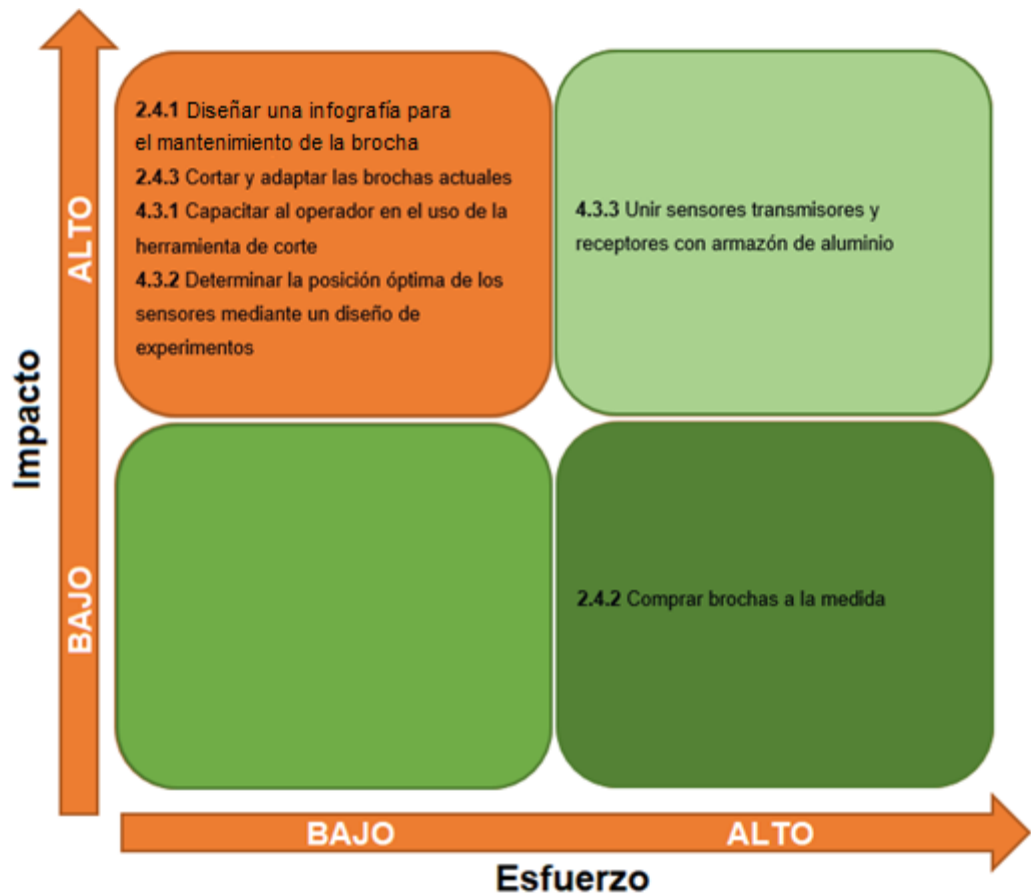 Impacto
ALTO
BAJO
2.4.1 Diseñar una infografía para
el mantenimiento de la brocha
2.4.3 Cortar y adaptar las brochas actuales
4.3.1 Capacitar al operador en el uso de la
herramienta de corte
4.3.2 Determinar la posición óptima de los
sensores mediante un diseño de
experimentos
4.3.3 Unir sensores transmisores y
receptores con armazón de aluminio
2.4.2 Comprar brochas a la medida
BAJO
ALTO
Esfuerzo